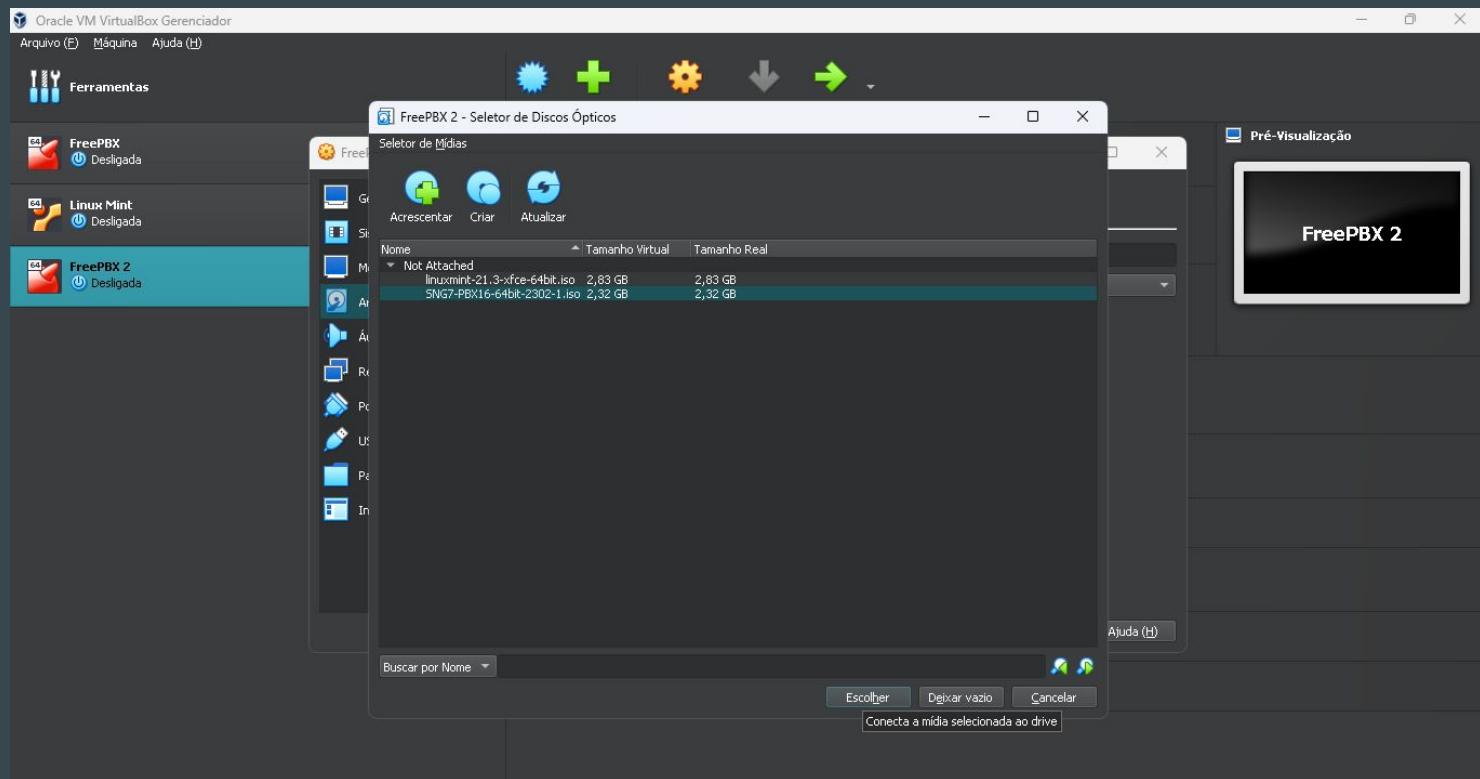 Oracle VM VirtualBox Gerenciador
Arquivo (F) Máquina Ajuda (H)
Ferramentas
64
FreePBX
Desligada
64
Linux Mint
Desligada
64
FreePBX 2
Desligada
FreePBX 2 - Seletor de Discos Ópticos
Seletor de Mídias
Acrescentar Criar Atualizar
Nome Tamanho Virtual Tamanho Real
Not Attached
linuxmint-21.3-xfce-64bit.iso 2,83 GB 2,83 GB
SNG7-PBX16-64bit-2302-1.iso 2,32 GB 2,32 GB
Buscar por Nome
Escolher Deixar vazio Cancelar
Conecta a mídia selecionada ao drive
Ajuda (H)
Pré-Visualização
FreePBX 2